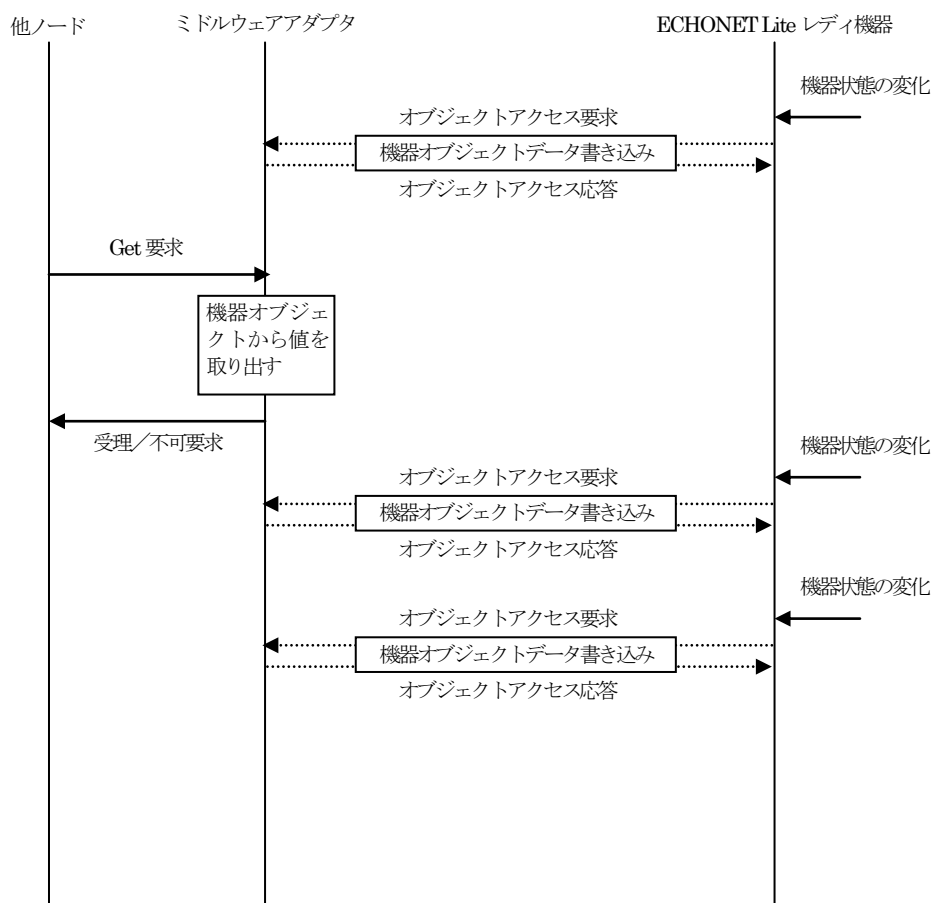 他ノード
ミドルウェアアダプタ
ECHONET Lite レディ機器
機器状態の変化
オブジェクトアクセス要求
機器オブジェクトデータ書き込み
オブジェクトアクセス応答
Get 要求
機器オブジェ
クトから値を
取り出す
受理／不可要求
機器状態の変化
オブジェクトアクセス要求
機器オブジェクトデータ書き込み
オブジェクトアクセス応答
機器状態の変化
オブジェクトアクセス要求
機器オブジェクトデータ書き込み
オブジェクトアクセス応答